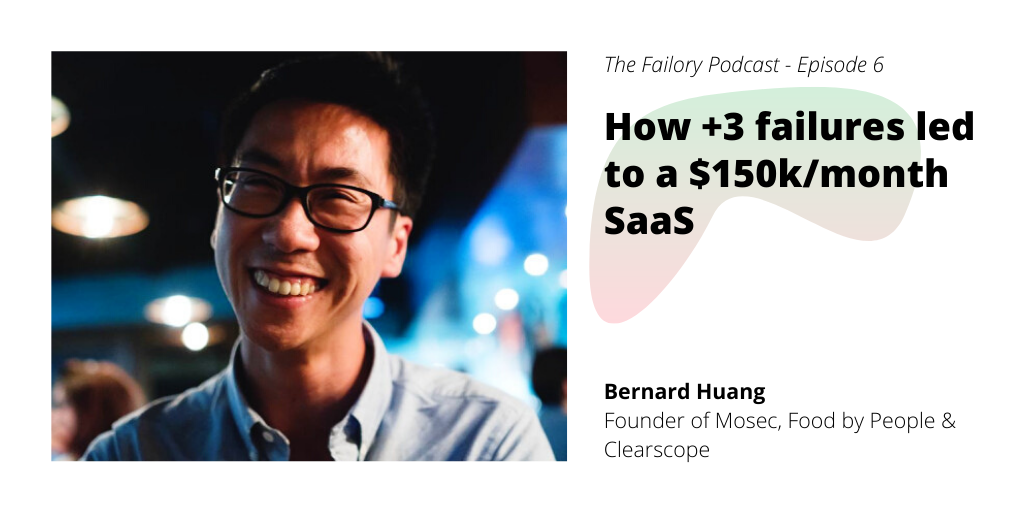 The Failory Podcast - Episode 6
How +3 failures led
to a $150k/month
SaaS
Bernard Huang
Founder of Mosec, Food by People &
Clearscope